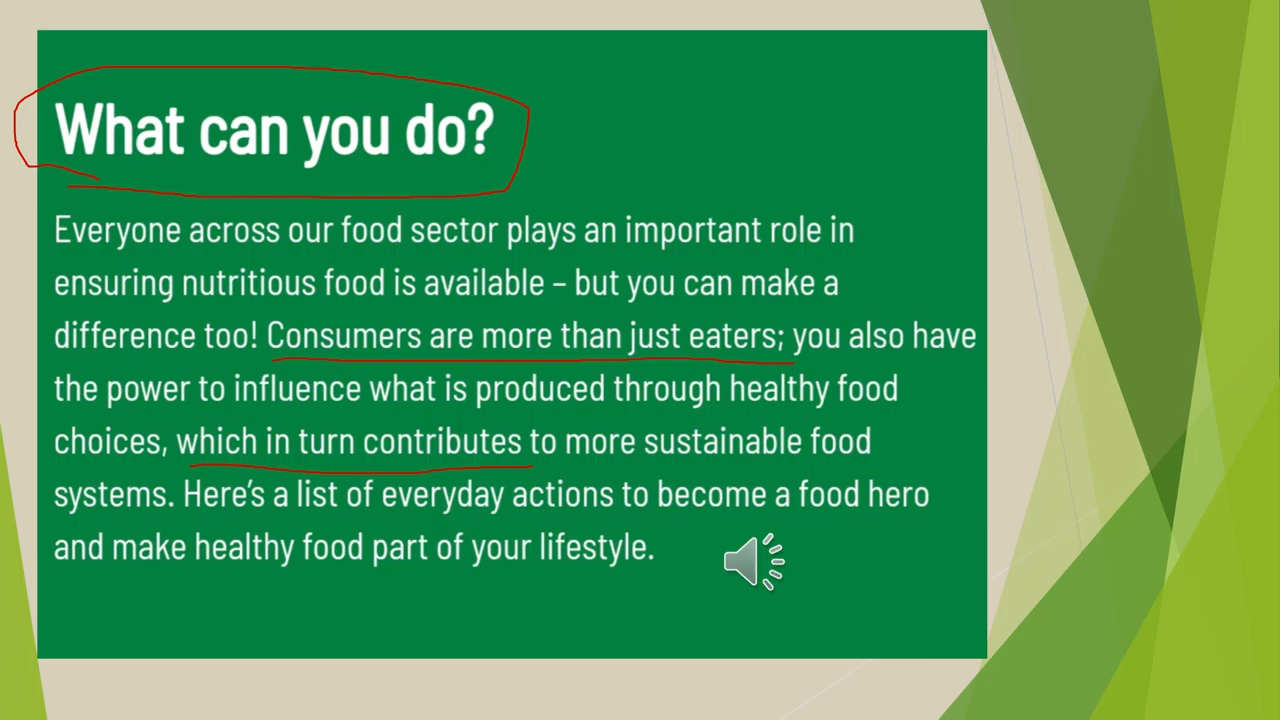 What can you do?
Everyone across our food sector plays an important role in
ensuring nutritious food is available – but you can make a
difference too! Consumers are more than just eaters; you also have
the power to influence what is produced through healthy food
choices, which in turn contributes to more sustainable food
systems. Here’s a list of everyday actions to become a food hero
and make healthy food part of your lifestyle.